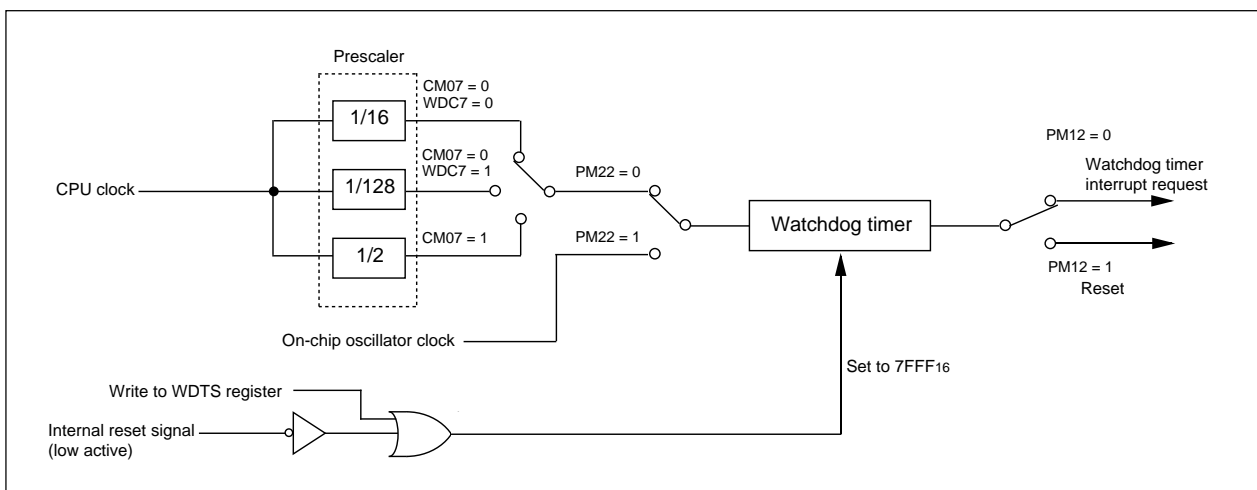 Prescaler
CM07 = 0
WDC7 = 0
1/16
PM12 = 0
CM07 = 0
WDC7 = 1
PM22 = 0
Watchdog timer
interrupt request
CPU clock
1/128
Watchdog timer
CM07 = 1
PM22 = 1
1/2
PM12 = 1
Reset
On-chip oscillator clock
Set to 7FFF16
Write to WDTS register
Internal reset signal
(low active)